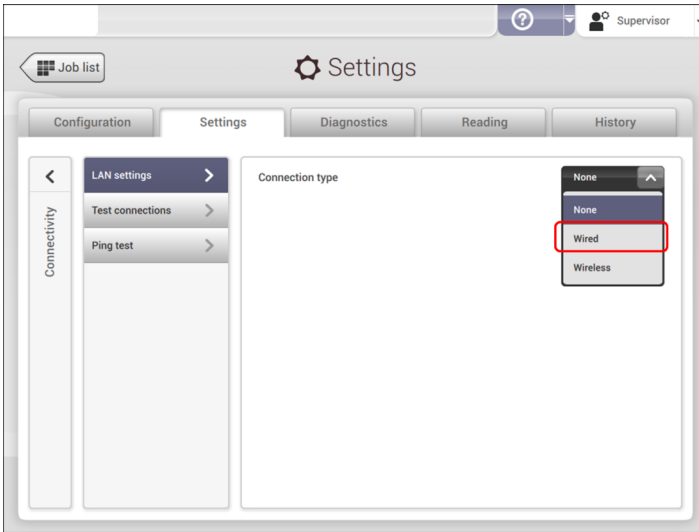 ?
Supervisor
Job list
Settings
Configuration
Settings
Diagnostics
Reading
History
Connectivity
LAN settings
Test connections
Ping test
Connection type
None
None
Wired
Wireless